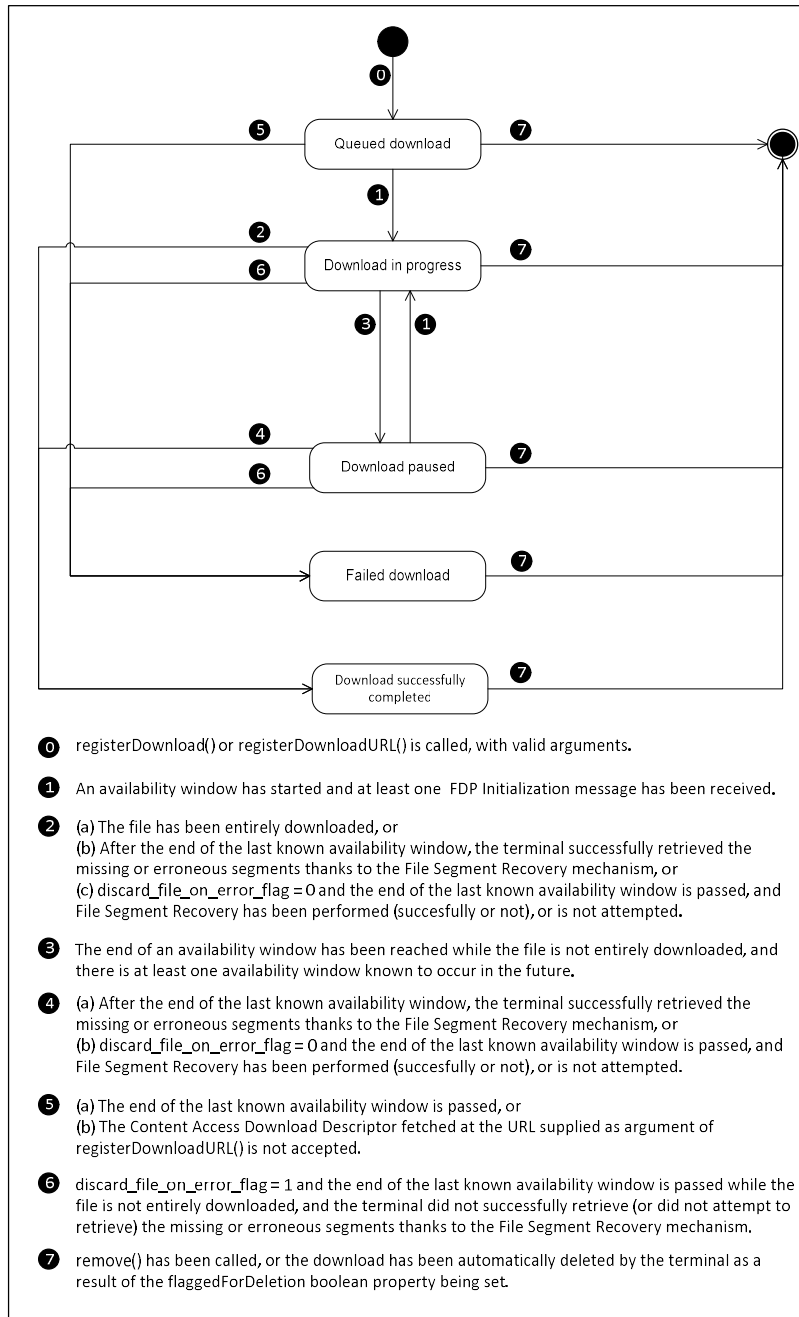 0
5
Queued download
7
1
2
Download in progress
7
6
3
1
4
Download paused
7
6
Failed download
7
Download successfully
completed
7
0 registerDownload() or registerDownloadURL() is called, with valid arguments.
1 An availability window has started and at least one FDP Initialization message has been received.
2 (a) The file has been entirely downloaded, or
(b) After the end of the last known availability window, the terminal successfully retrieved the
missing or erroneous segments thanks to the File Segment Recovery mechanism, or
(c) discard_file_on_error_flag = 0 and the end of the last known availability window is passed, and
File Segment Recovery has been performed (succesfully or not), or is not attempted.
3 The end of an availability window has been reached while the file is not entirely downloaded, and
there is at least one availability window known to occur in the future.
4 (a) After the end of the last known availability window, the terminal successfully retrieved the
missing or erroneous segments thanks to the File Segment Recovery mechanism, or
(b) discard_file_on_error_flag = 0 and the end of the last known availability window is passed, and
File Segment Recovery has been performed (succesfully or not), or is not attempted.
5 (a) The end of the last known availability window is passed, or
(b) The Content Access Download Descriptor fetched at the URL supplied as argument of
registerDownloadURL() is not accepted.
6 discard_file_on_error_flag = 1 and the end of the last known availability window is passed while the
file is not entirely downloaded, and the terminal did not successfully retrieve (or did not attempt to
retrieve) the missing or erroneous segments thanks to the File Segment Recovery mechanism.
7 remove() has been called, or the download has been automatically deleted by the terminal as a
result of the flaggedForDeletion boolean property being set.